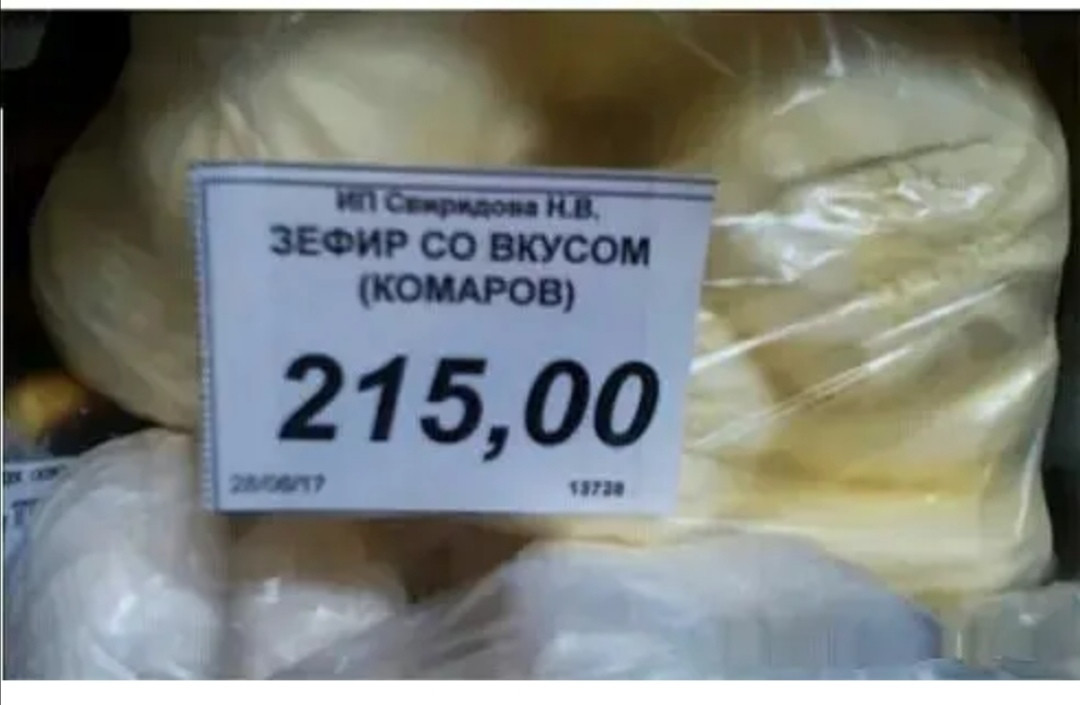 ИП Свиридова Н.В.
ЗЕФИР СО ВКУСОМ
(КОМАРОВ)
215,00
28/08/17
13728